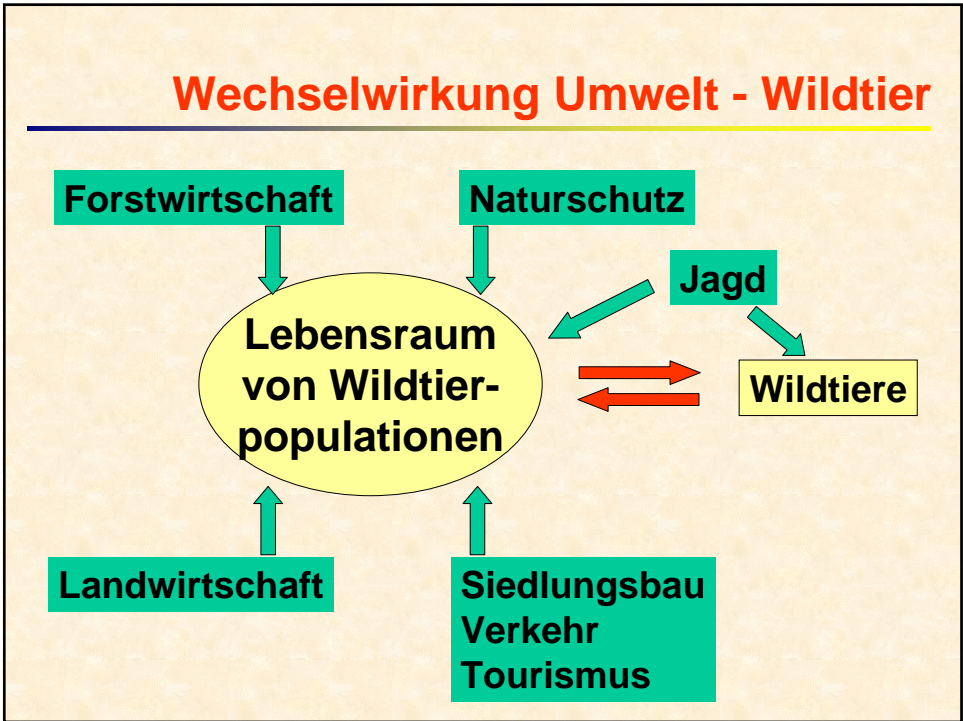 Wechselwirkung Umwelt - Wildtier
Forstwirtschaft
Naturschutz
Jagd
Lebensraum
von Wildtier-
populationen
Wildtiere
Landwirtschaft
Siedlungsbau
Verkehr
Tourismus